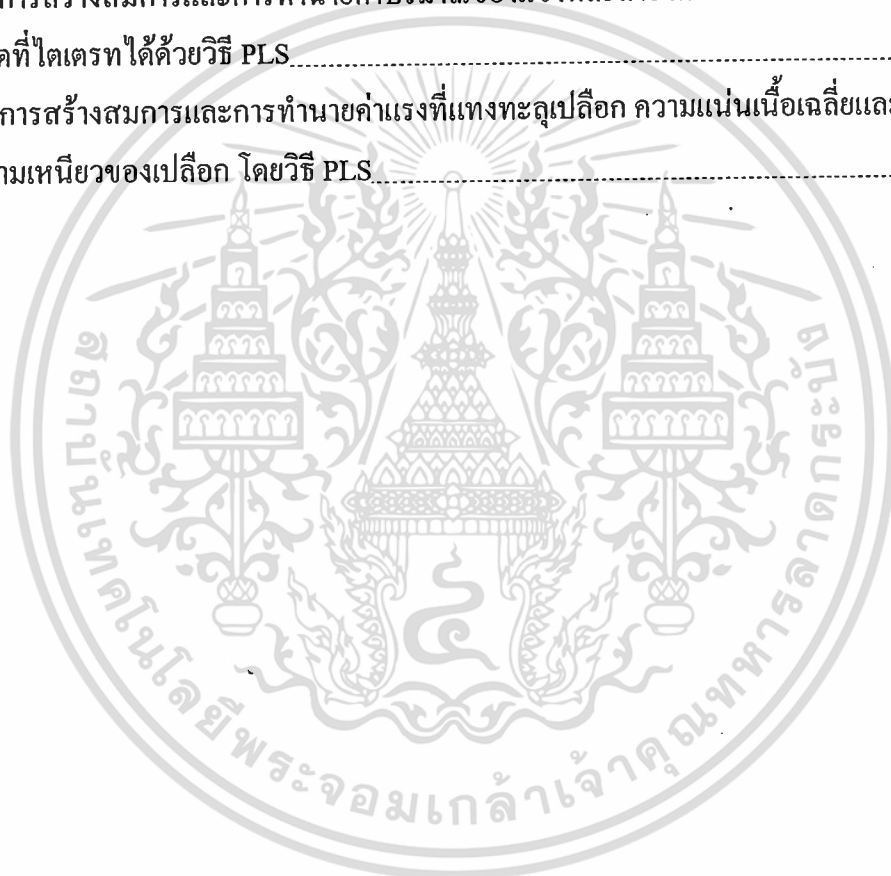 ดที่ไตเตรทได้ด้วยวิธี PLS
การสร้างสมการและการทำนายค่าแรงที่แทงทะลุเปลือก ความแน่นเนื้อเฉลี่ยและ
ามเหนียวของเปลือก โดยวิธี PLS
สถาบันเทคโนโลยีพระจอมเกล้าเจ้าคุณทหารลาดกระบัง